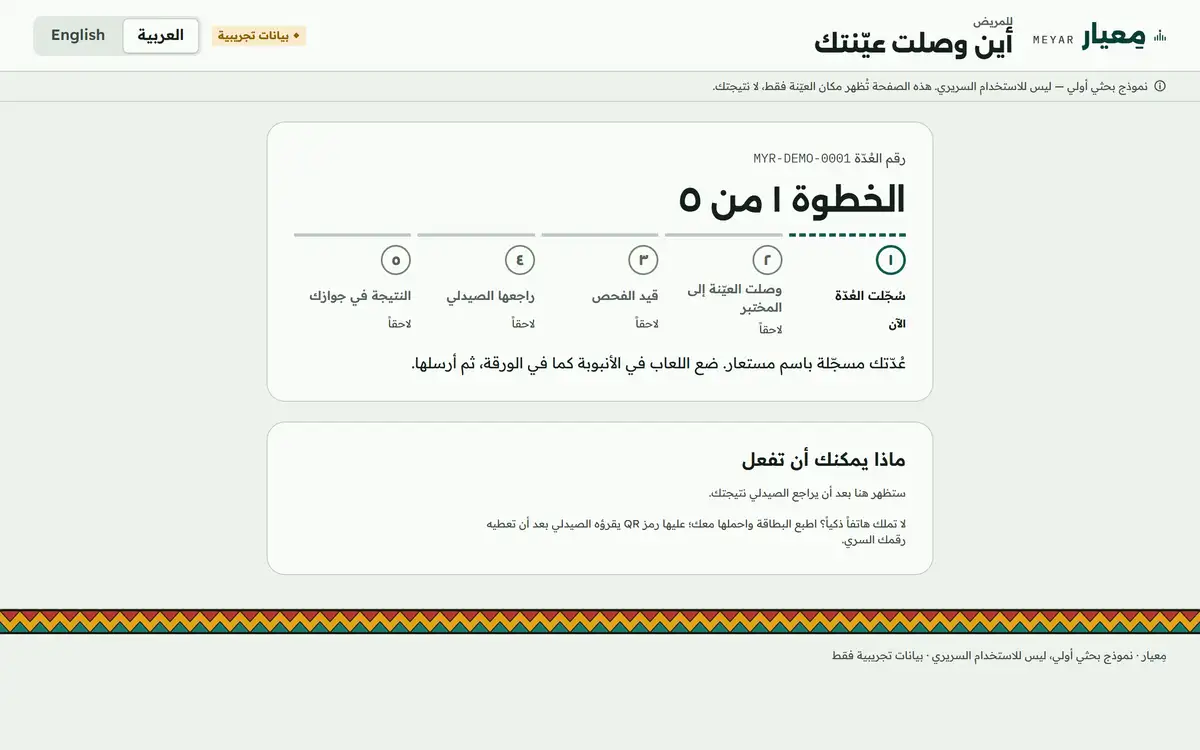 مِعيار
MEYAR
للمريض
أين وصلت عيّنتك
بيانات تجريبية
العربية
English
نموذج بحثي أولي — ليس للاستخدام السريري. هذه الصفحة تُظهر مكان العيّنة فقط، لا نتيجتك.
رقم العُدّة MYR-DEMO-0001
الخطوة ١ من ٥
١
سُجّلت العُدّة
الآن
٢
وصلت العيّنة إلى
المختبر
لاحقاً
٣
قيد الفحص
لاحقاً
٤
راجعها الصيدلي
لاحقاً
٥
النتيجة في جوازك
لاحقاً
عُدّتك مسجّلة باسم مستعار. ضع اللعاب في الأنبوبة كما في الورقة، ثم أرسلها.
ماذا يمكنك أن تفعل
ستظهر هنا بعد أن يراجع الصيدلي نتيجتك.
لا تملك هاتفاً ذكياً؟ اطبع البطاقة واحملها معك؛ عليها رمز QR يقرؤه الصيدلي بعد أن تعطيه
رقمك السري.
مِعيار · نموذج بحثي أولي، ليس للاستخدام السريري · بيانات تجريبية فقط